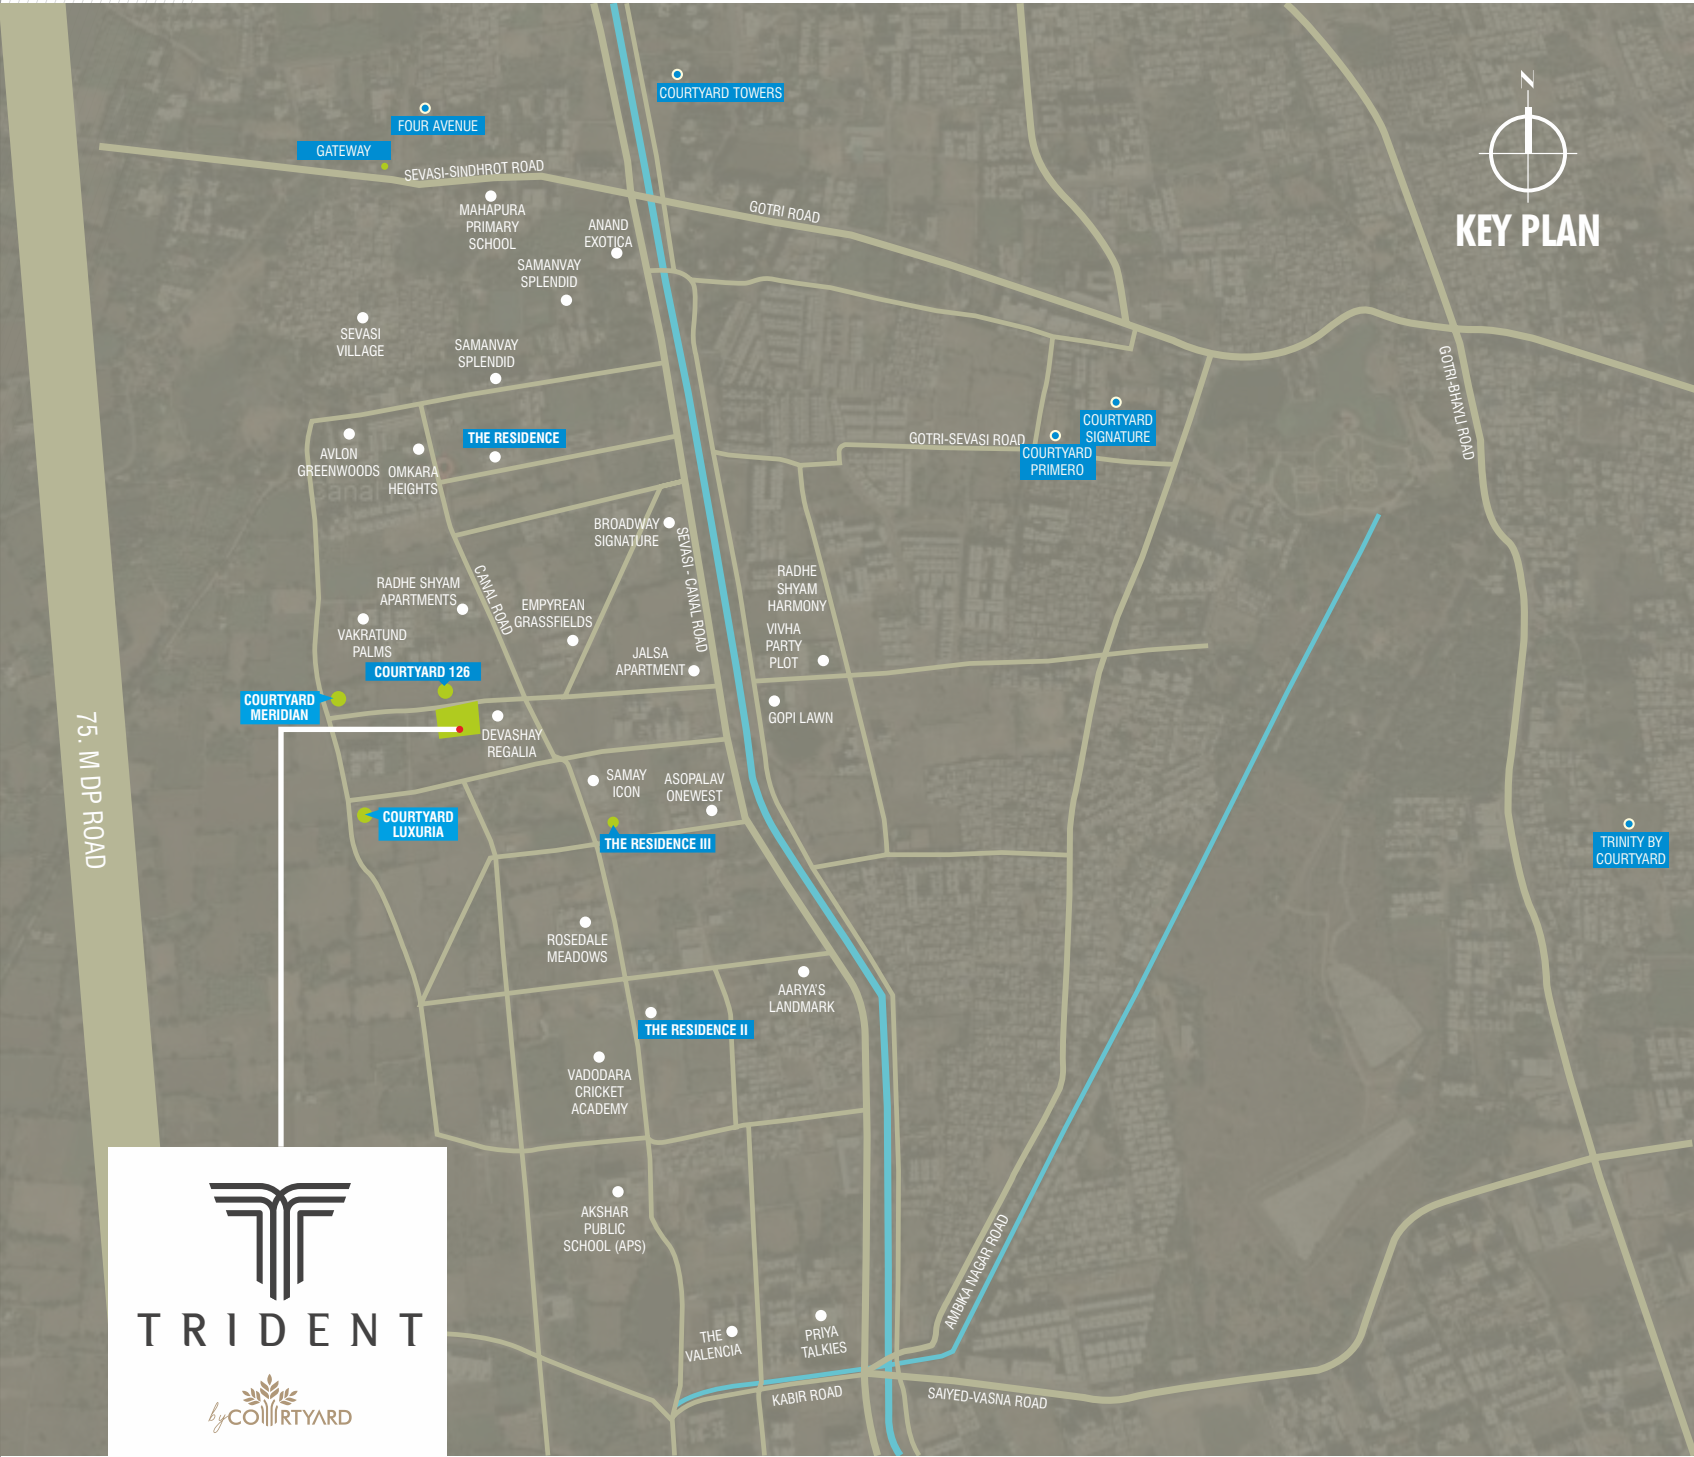 COURTYARD TOWERS
FOUR AVENUE
GATEWAY
SEVASI-SINDHROT ROAD
N
KEY PLAN
MAHAPURA
PRIMARY
SCHOOL
GOTRI ROAD
ANAND
EXOTICA
SAMANVAY
SPLENDID
SEVASI
VILLAGE
SAMANVAY
SPLENDID
GOTRI-BHAYLI ROAD
THE RESIDENCE
COURTYARD
SIGNATURE
GOTRI-SEVASI ROAD
COURTYARD
PRIMERO
AVLON
GREENWOODS
OMKARA
HEIGHTS
Canal
BROADWAY
SIGNATURE
SEVASI - CANAL ROAD
CANAL ROAD
RADHE SHYAM
APARTMENTS
EMPYREAN
GRASSFIELDS
RADHE
SHYAM
HARMONY
VIVHA
PARTY
PLOT
VAKRATUND
PALMS
JALSA
APARTMENT
COURTYARD 126
COURTYARD
MERIDIAN
GOPI LAWN
DEVASHAY
REGALIA
75. M DP ROAD
SAMAY
ICON
ASOPALAV
ONEWEST
COURTYARD
LUXURIA
THE RESIDENCE III
TRINITY BY
COURTYARD
ROSEDALE
MEADOWS
AARYA'S
LANDMARK
THE RESIDENCE II
VADODARA
CRICKET
ACADEMY
AKSHAR
PUBLIC
SCHOOL (APS)
AMBIKA NAGAR ROAD
THE
VALENCIA
PRIYA
TALKIES
KABIR ROAD
SAIYED-VASNA ROAD
TRIDENT
by COURTYARD